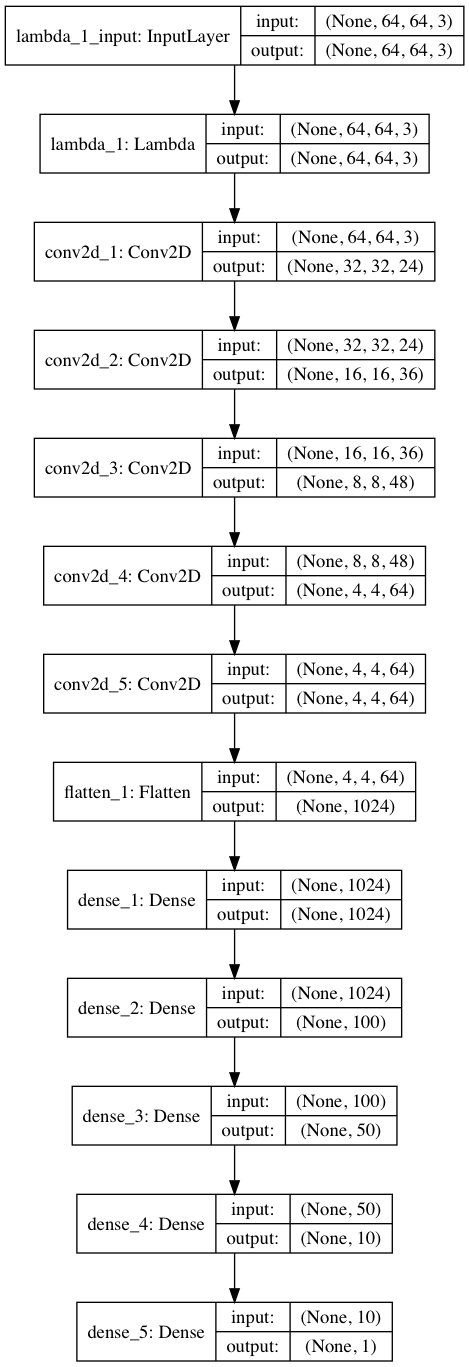 lambda_1_input: InputLayer
input: (None, 64, 64, 3)
output: (None, 64, 64, 3)
lambda_1: Lambda
input: (None, 64, 64, 3)
output: (None, 64, 64, 3)
conv2d_1: Conv2D
input: (None, 64, 64, 3)
output: (None, 32, 32, 24)
conv2d_2: Conv2D
input: (None, 32, 32, 24)
output: (None, 16, 16, 36)
conv2d_3: Conv2D
input: (None, 16, 16, 36)
output: (None, 8, 8, 48)
conv2d_4: Conv2D
input: (None, 8, 8, 48)
output: (None, 4, 4, 64)
conv2d_5: Conv2D
input: (None, 4, 4, 64)
output: (None, 4, 4, 64)
flatten_1: Flatten
input: (None, 4, 4, 64)
output: (None, 1024)
dense_1: Dense
input: (None, 1024)
output: (None, 1024)
dense_2: Dense
input: (None, 1024)
output: (None, 100)
dense_3: Dense
input: (None, 100)
output: (None, 50)
dense_4: Dense
input: (None, 50)
output: (None, 10)
dense_5: Dense
input: (None, 10)
output: (None, 1)